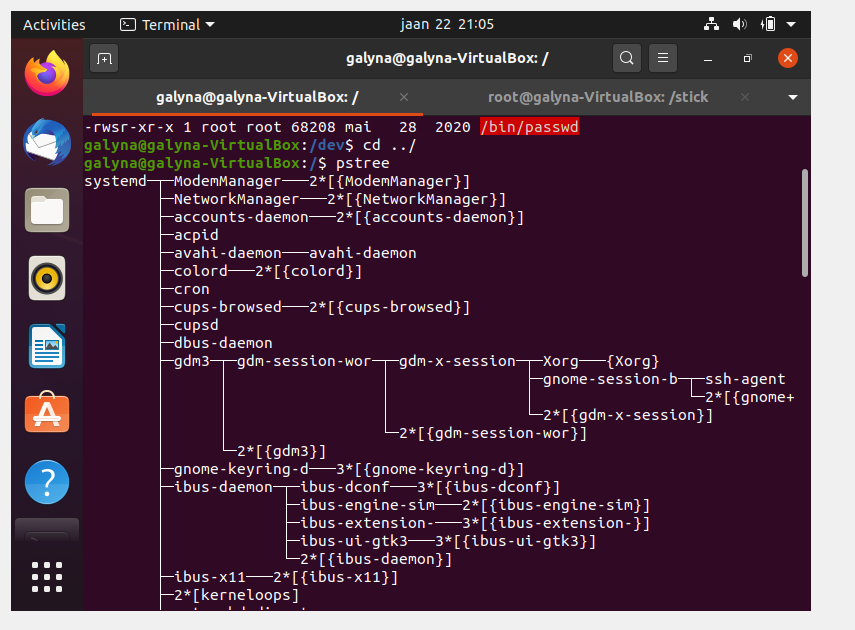 Activities Terminal jaan 22 21:05
galyna@galyna-VirtualBox: /
galyna@galyna-VirtualBox: / root@galyna-VirtualBox: /stick
-rwsr-xr-x 1 root root 68208 mai   28  2020 /bin/passwd
galyna@galyna-VirtualBox:/dev$ cd ../
galyna@galyna-VirtualBox:/$ pstree
systemd─┬─ModemManager───2*[{ModemManager}]
        ├─NetworkManager───2*[{NetworkManager}]
        ├─accounts-daemon───2*[{accounts-daemon}]
        ├─acpid
        ├─avahi-daemon───avahi-daemon
        ├─colord───2*[{colord}]
        ├─cron
        ├─cups-browsed───2*[{cups-browsed}]
        ├─cupsd
        ├─dbus-daemon
        ├─gdm3─┬─gdm-session-wor─┬─gdm-x-session─┬─Xorg───{Xorg}
        │      │                 │               ├─gnome-session-b─┬─ssh-agent
        │      │                 │               │                 └─2*[{gnome+
        │      │                 │               └─2*[{gdm-x-session}]
        │      │                 └─2*[{gdm-session-wor}]
        │      └─2*[{gdm3}]
        ├─gnome-keyring-d───3*[{gnome-keyring-d}]
        ├─ibus-daemon─┬─ibus-dconf───3*[{ibus-dconf}]
        │             ├─ibus-engine-sim───2*[{ibus-engine-sim}]
        │             ├─ibus-extension-───3*[{ibus-extension-}]
        │             ├─ibus-ui-gtk3───3*[{ibus-ui-gtk3}]
        │             └─2*[{ibus-daemon}]
        ├─ibus-x11───2*[{ibus-x11}]
        ├─2*[kerneloops]